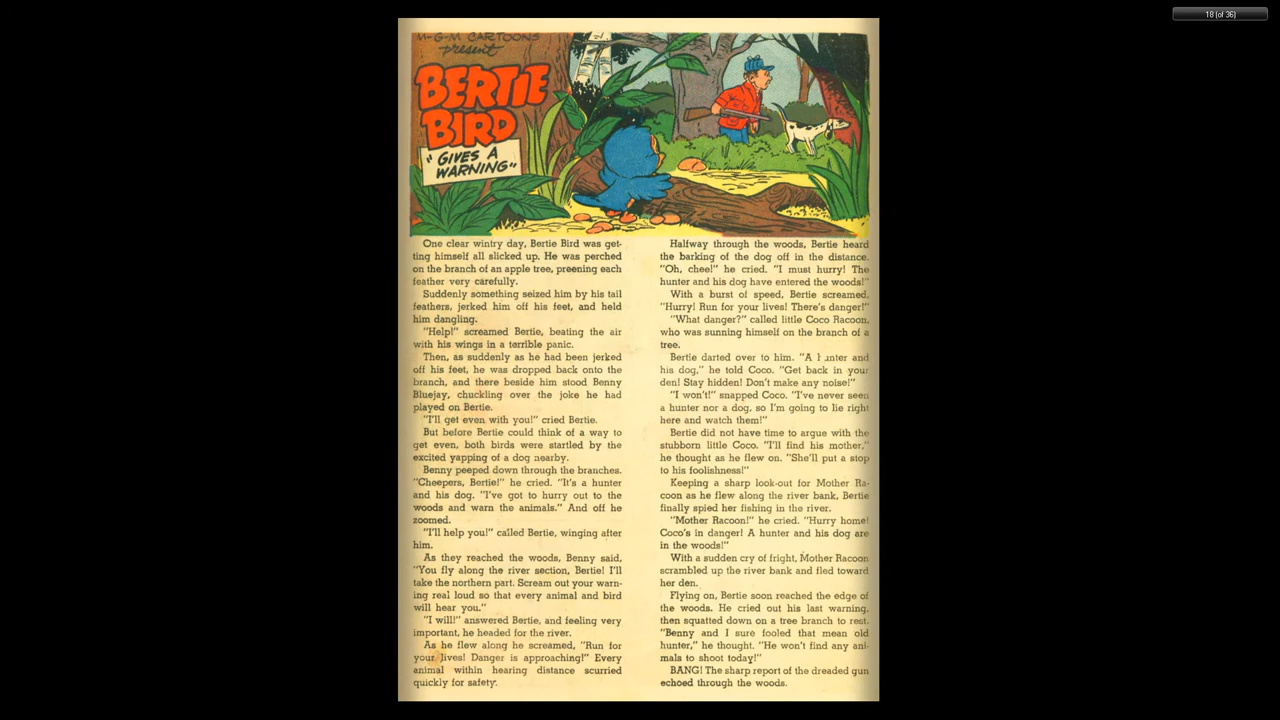 18 (of 36)
M-G-M CARTOONS
present
BERTIE
BIRD
"GIVES A
WARNING"
One clear wintry day, Bertie Bird was get-
ting himself all slicked up. He was perched
on the branch of an apple tree, preening each
feather very carefully.
Suddenly something seized him by his tail
feathers, jerked him off his feet, and held
him dangling.
"Help!" screamed Bertie, beating the air
with his wings in a terrible panic.
Then, as suddenly as he had been jerked
off his feet, he was dropped back onto the
branch, and there beside him stood Benny
Bluejay, chuckling over the joke he had
played on Bertie.
"I'll get even with you!" cried Bertie.
But before Bertie could think of a way to
get even, both birds were startled by the
excited yapping of a dog nearby.
Benny peeped down through the branches.
"Cheepers, Bertie!" he cried. "It's a hunter
and his dog. "I've got to hurry out to the
woods and warn the animals." And off he
zoomed.
"I'll help you!" called Bertie, winging after
him.
As they reached the woods, Benny said,
"You fly along the river section, Bertie! I'll
take the northern part. Scream out your warn-
ing real loud so that every animal and bird
will hear you."
"I will!" answered Bertie, and feeling very
important, he headed for the river.
As he flew along he screamed, "Run for
your lives! Danger is approaching!" Every
animal within hearing distance scurried
quickly for safety.
Halfway through the woods, Bertie heard
the barking of the dog off in the distance.
"Oh, chee!" he cried. "I must hurry! The
hunter and his dog have entered the woods!"
With a burst of speed, Bertie screamed,
"Hurry! Run for your lives! There's danger!"
"What danger?" called little Coco Racoon,
who was sunning himself on the branch of a
tree.
Bertie darted over to him. "A hunter and
his dog," he told Coco. "Get back in your
den! Stay hidden! Don't make any noise!"
"I won't!" snapped Coco. "I've never seen
a hunter nor a dog, so I'm going to lie right
here and watch them!"
Bertie did not have time to argue with the
stubborn little Coco. "I'll find his mother,"
he thought as he flew on. "She'll put a stop
to his foolishness!"
Keeping a sharp look-out for Mother Ra-
coon as he flew along the river bank, Bertie
finally spied her fishing in the river.
"Mother Racoon!" he cried. "Hurry home!
Coco's in danger! A hunter and his dog are
in the woods!"
With a sudden cry of fright, Mother Racoon
scrambled up the river bank and fled toward
her den.
Flying on, Bertie soon reached the edge of
the woods. He cried out his last warning,
then squatted down on a tree branch to rest.
"Benny and I sure fooled that mean old
hunter," he thought. "He won't find any ani-
mals to shoot today!"
BANG! The sharp report of the dreaded gun
echoed through the woods.